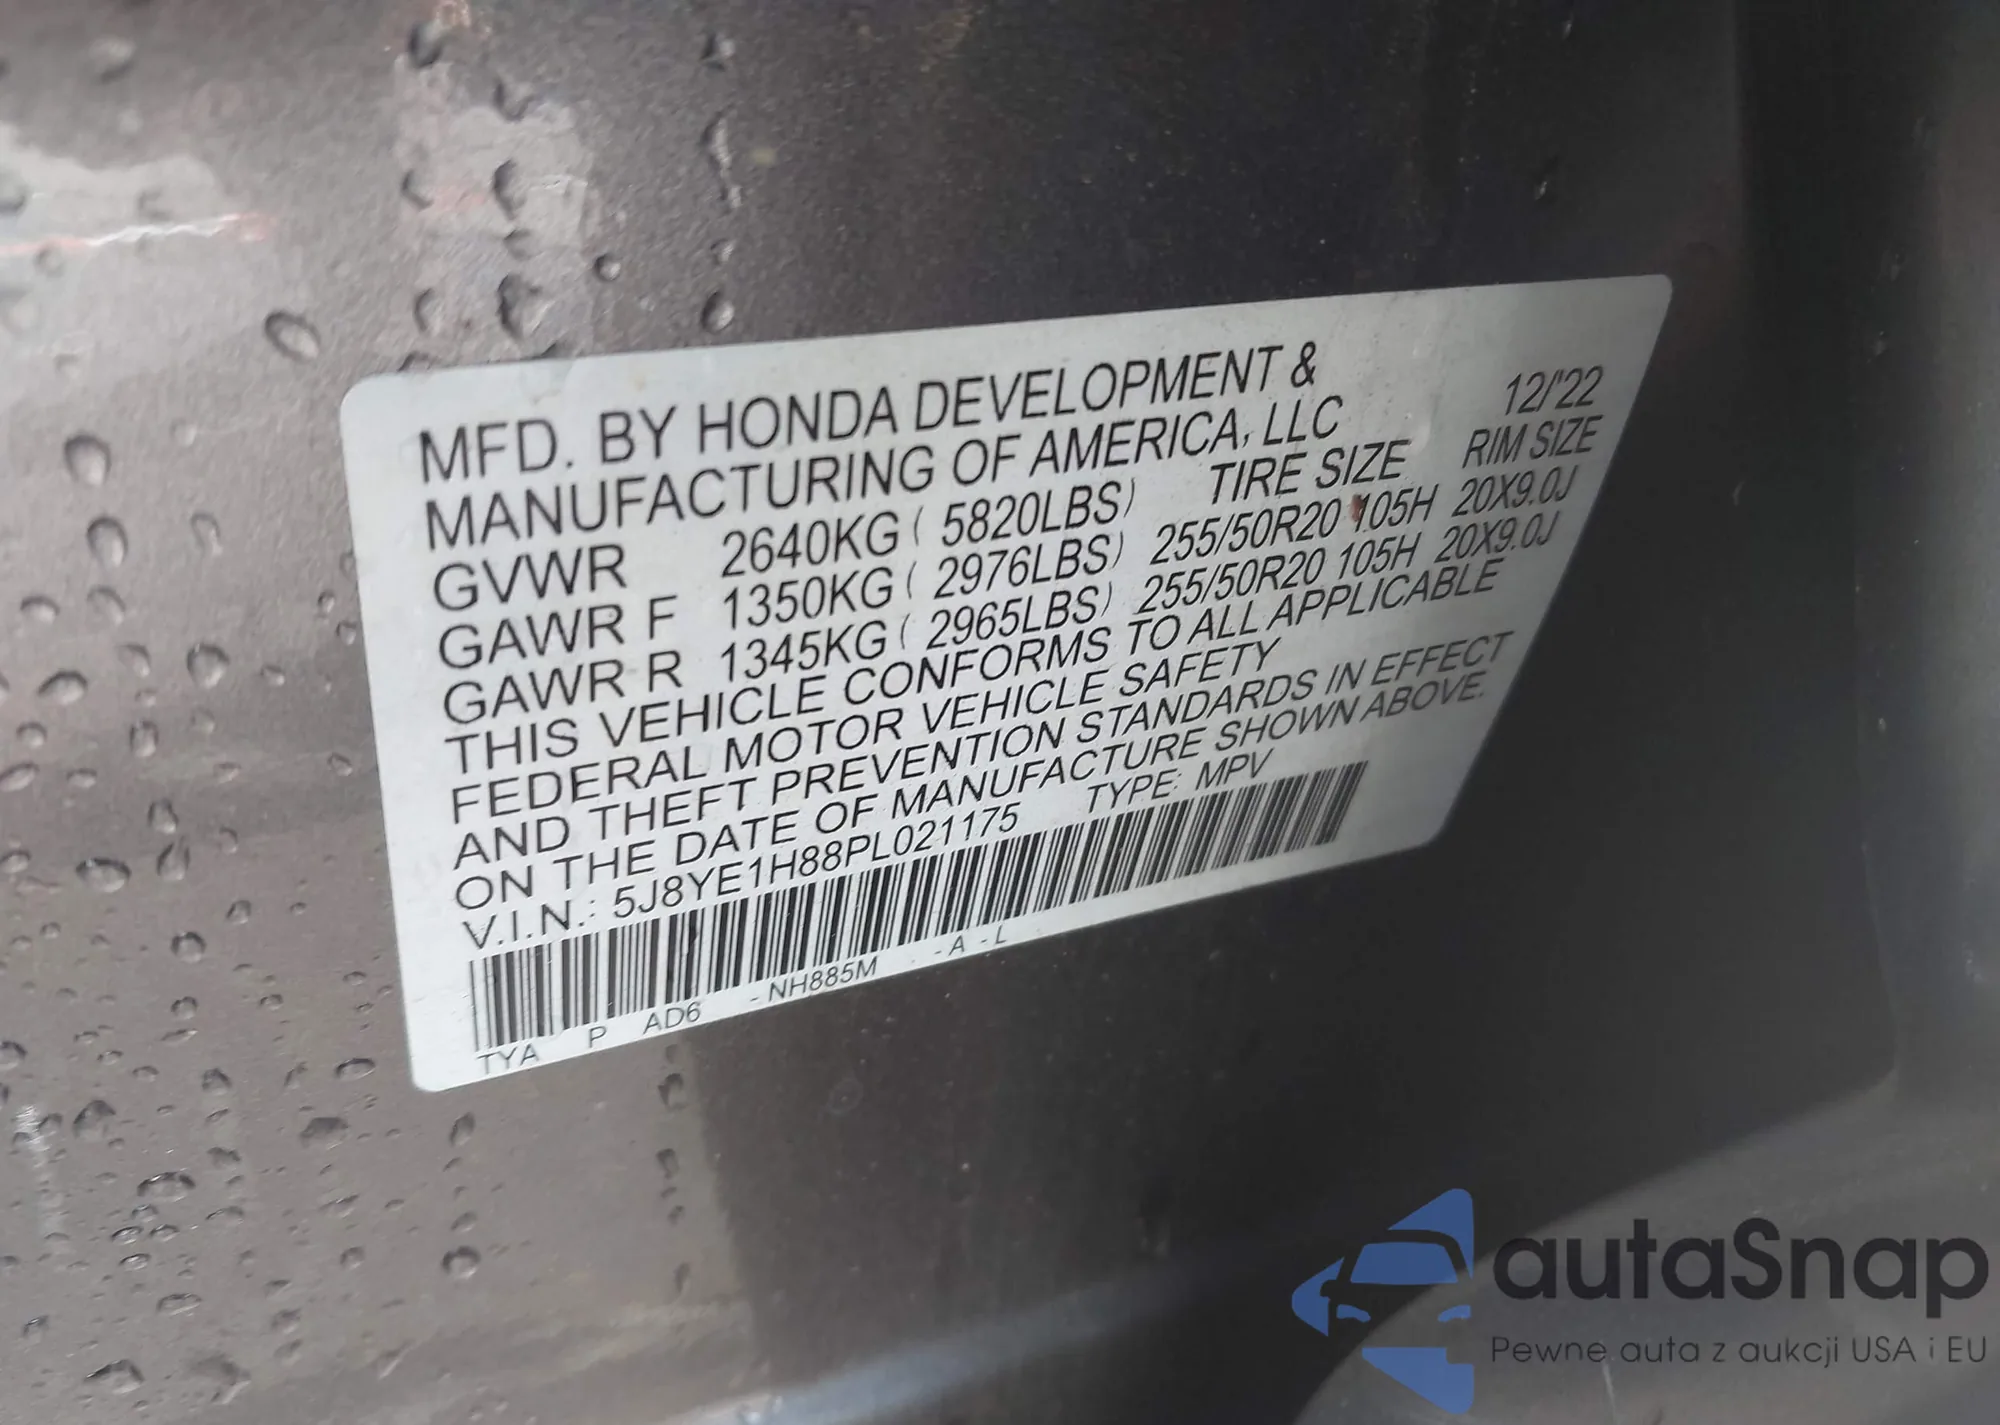 MFD. BY HONDA DEVELOPMENT &
MANUFACTURING OF AMERICA, LLC 12/'22
GVWR 2640KG ( 5820LBS) TIRE SIZE RIM SIZE
GAWR F 1350KG ( 2976LBS) 255/50R20 105H 20X9.0J
GAWR R 1345KG ( 2965LBS) 255/50R20 105H 20X9.0J
THIS VEHICLE CONFORMS TO ALL APPLICABLE
FEDERAL MOTOR VEHICLE SAFETY
AND THEFT PREVENTION STANDARDS IN EFFECT
ON THE DATE OF MANUFACTURE SHOWN ABOVE.
V.I.N.: 5J8YE1H88PL021175 TYPE: MPV
TYA P AD6 -NH885M -A -L
autaSnap
Pewne auta z aukcji USA i EU